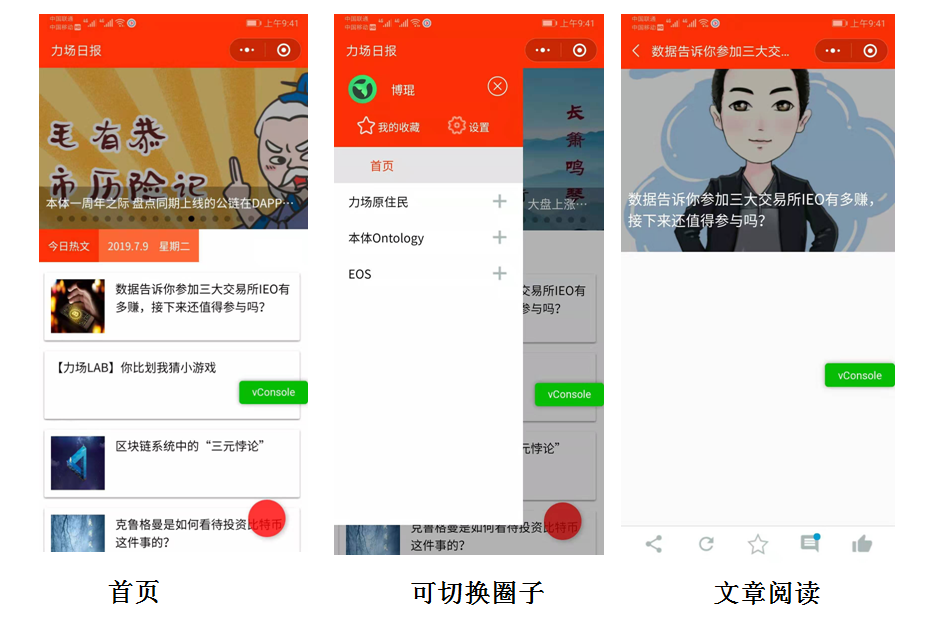 中国联通
中国移动
上午9:41
力场日报
毛有恭
币历险记
本体一周年之际 盘点同期上线的公链在DAPP…
今日热文 2019.7.9 星期二
数据告诉你参加三大交易所IEO有
多赚，接下来还值得参与吗？
【力场LAB】你比划我猜小游戏
vConsole
区块链系统中的“三元悖论”
克鲁格曼是如何看待投资比特币
这件事的？
首页
中国联通
中国移动
上午9:41
力场日报
博琨
我的收藏 设置
首页
力场原住民
本体Ontology
EOS
长箫鸣琴
大盘上涨…
交易所IEO有
参与吗？
vConsole
元悖论”
克鲁格曼是如何看待投资比特币
这件事的？
可切换圈子
中国联通
中国移动
上午9:41
数据告诉你参加三大交…
数据告诉你参加三大交易所IEO有多赚，
接下来还值得参与吗？
vConsole
文章阅读